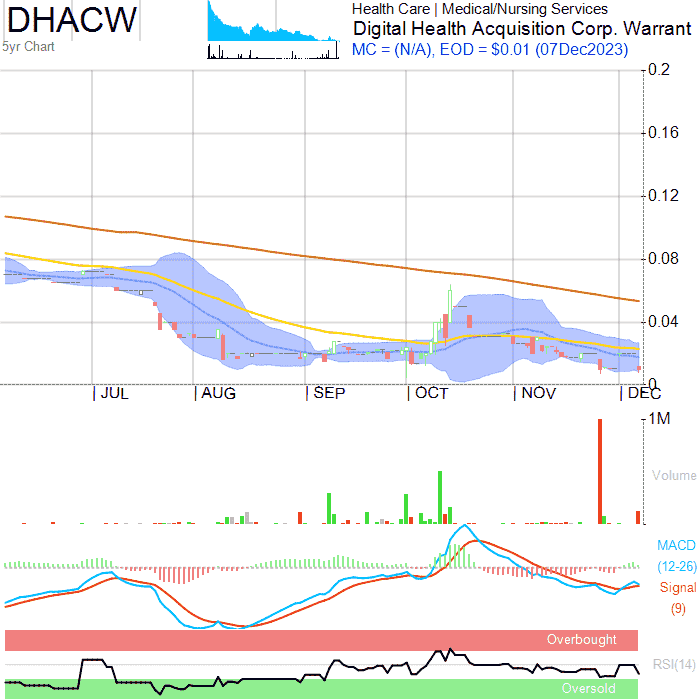 DHACW
5yr Chart
Health Care | Medical/Nursing Services
Digital Health Acquisition Corp. Warrant
MC = (N/A), EOD = $0.01 (07Dec2023)
0.2
0.16
0.12
0.08
0.04
0
JUL AUG SEP OCT NOV DEC
1M
Volume
MACD
(12-26)
Signal
(9)
Overbought
RSI(14)
Oversold